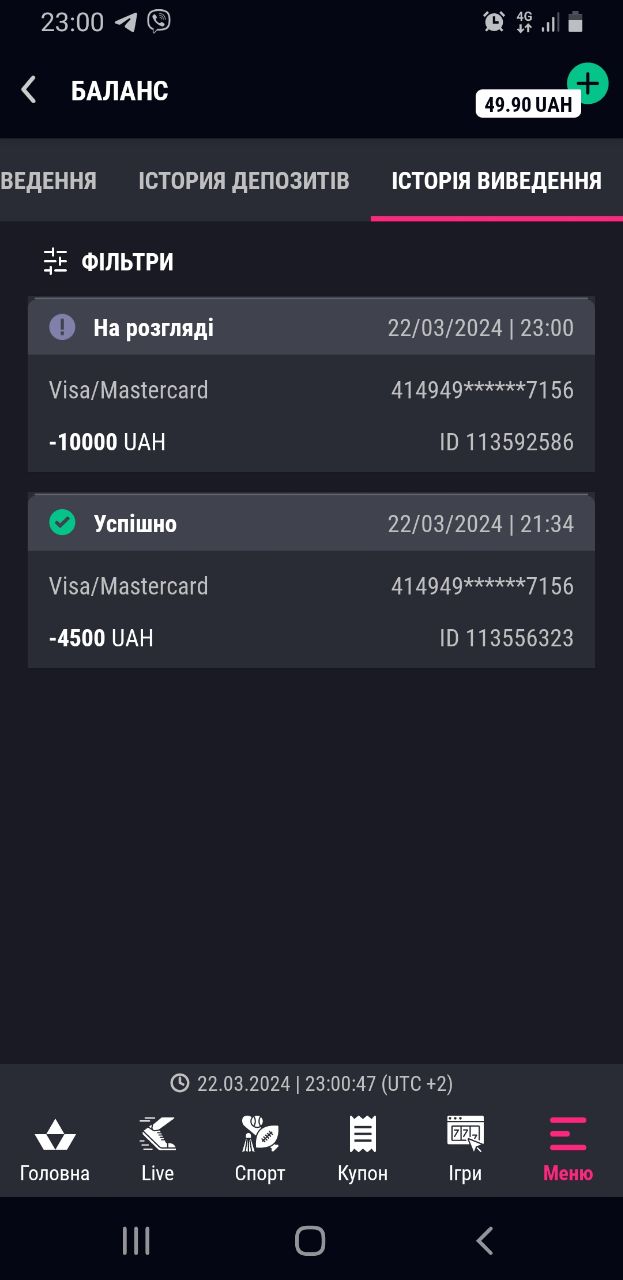 23:00
4G
БАЛАНС
49.90 UAH
ВЕДЕННЯ ІСТОРИЯ ДЕПОЗИТІВ ІСТОРІЯ ВИВЕДЕННЯ
ФІЛЬТРИ
На розгляді 22/03/2024 | 23:00
Visa/Mastercard 414949******7156
-10000 UAH ID 113592586
Успішно 22/03/2024 | 21:34
Visa/Mastercard 414949******7156
-4500 UAH ID 113556323
22.03.2024 | 23:00:47 (UTC +2)
777
Головна Live Спорт Купон Ігри Меню